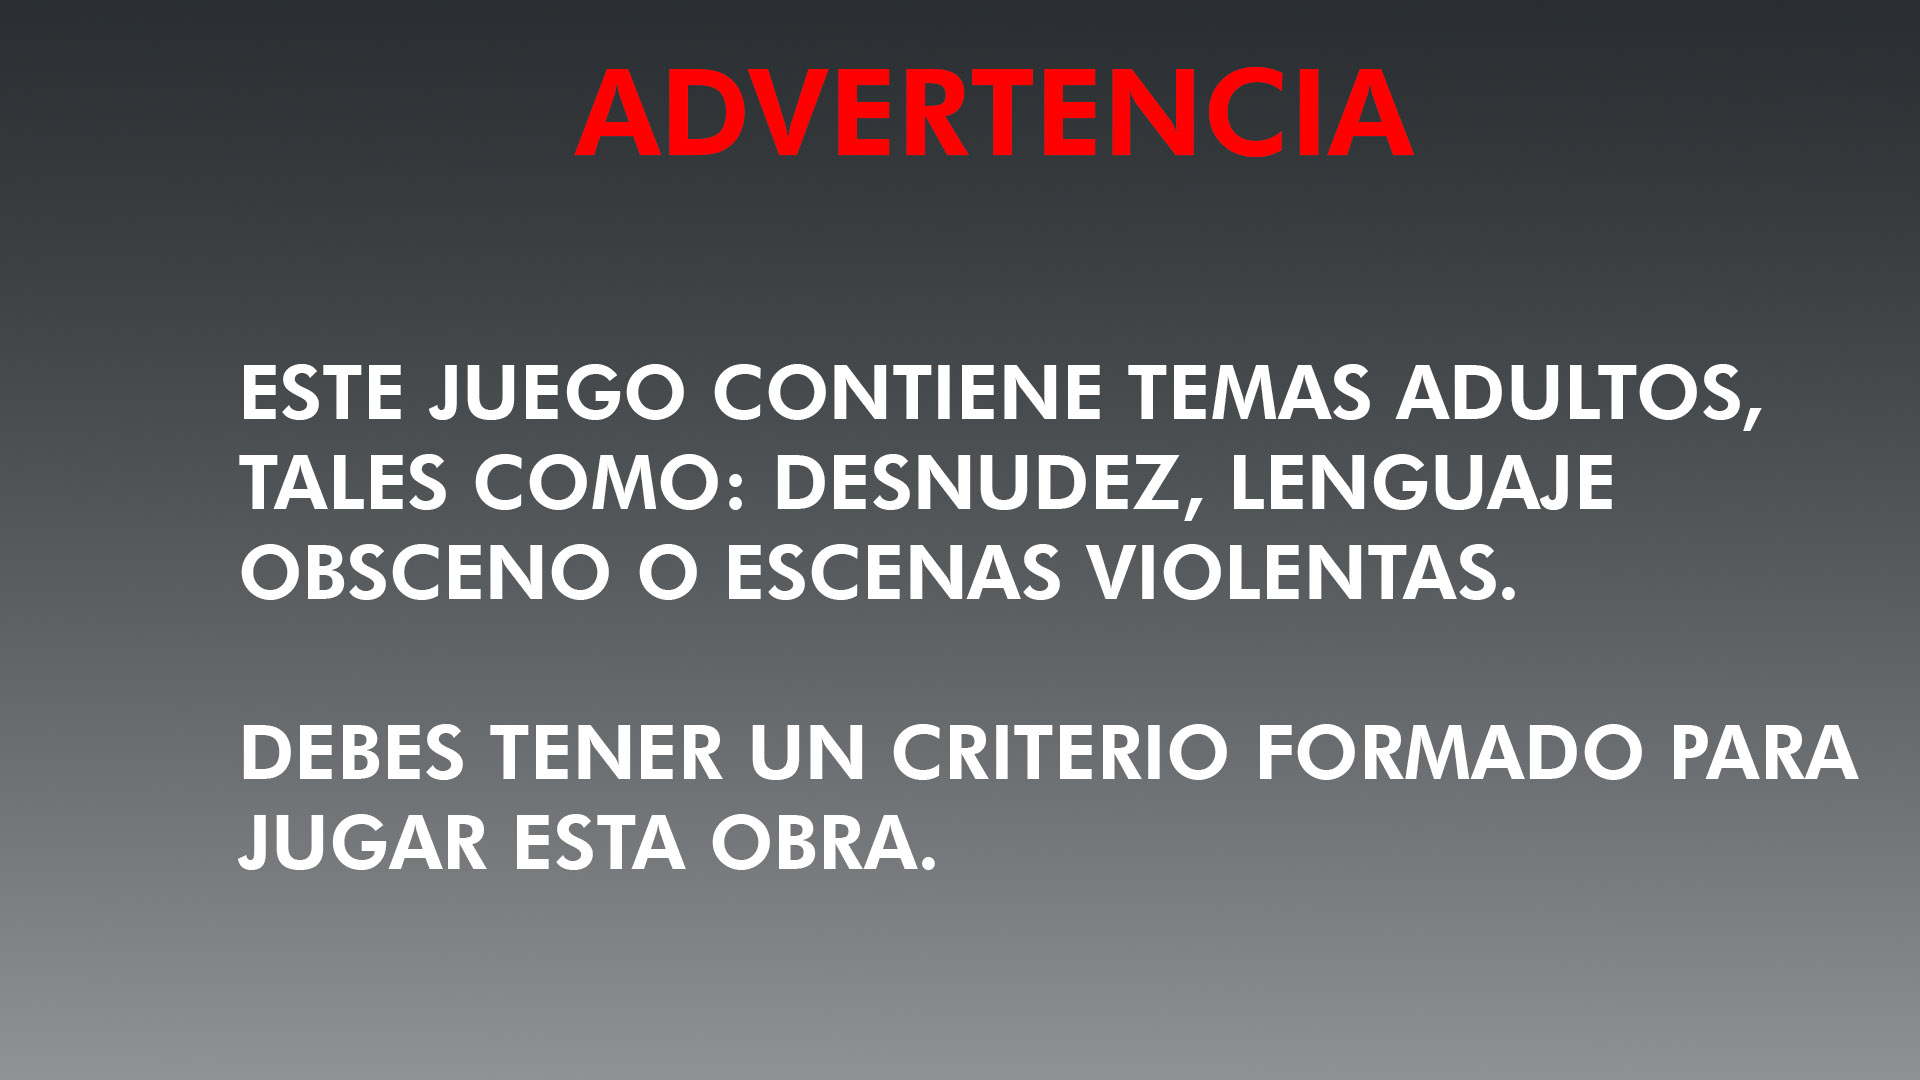 ADVERTENCIA
ESTE JUEGO CONTIENE TEMAS ADULTOS,
TALES COMO: DESNUDEZ, LENGUAJE
OBSCENO O ESCENAS VIOLENTAS.
DEBES TENER UN CRITERIO FORMADO PARA
JUGAR ESTA OBRA.